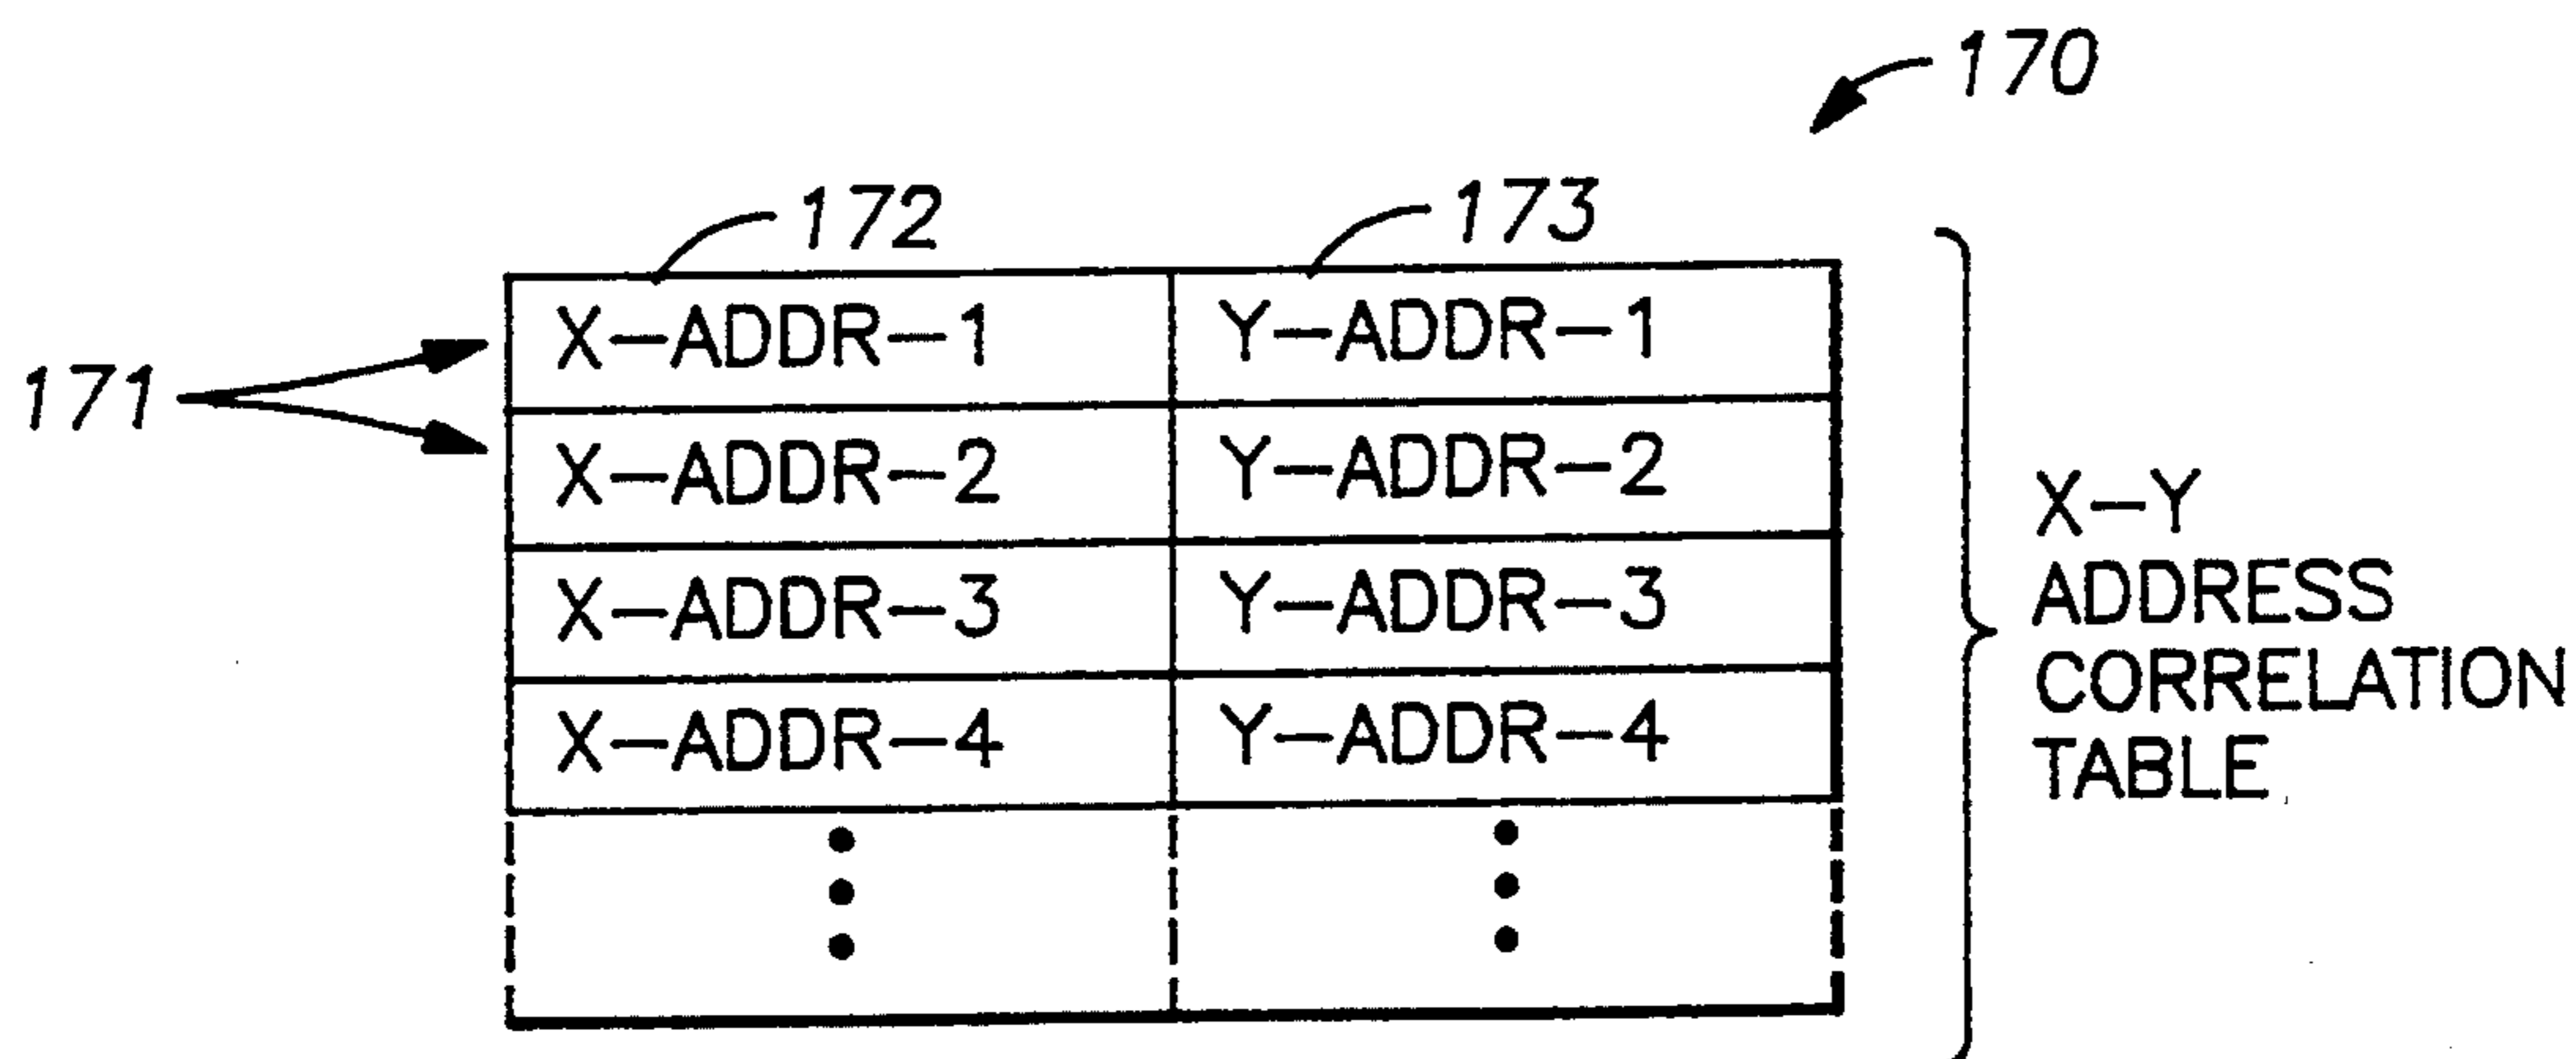 170
172 173
171
X-ADDR-1 Y-ADDR-1
X-ADDR-2 Y-ADDR-2
X-ADDR-3 Y-ADDR-3
X-ADDR-4 Y-ADDR-4
X-Y
ADDRESS
CORRELATION
TABLE